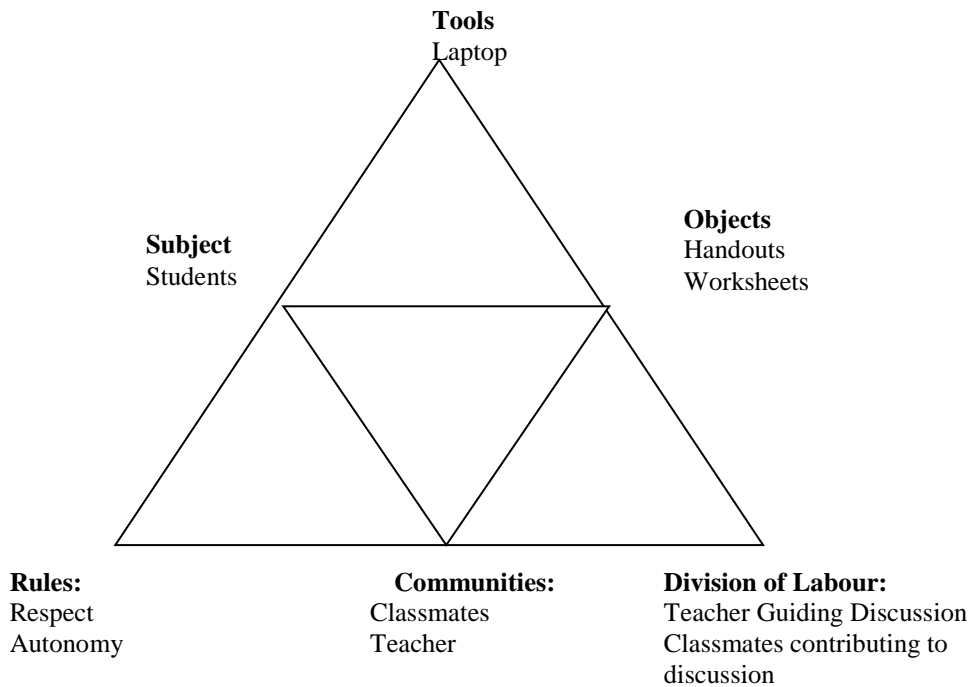 Tools
Laptop
Subject
Students
Objects
Handouts
Worksheets
Rules:
Respect
Autonomy
Communities:
Classmates
Teacher
Division of Labour:
Teacher Guiding Discussion
Classmates contributing to
discussion